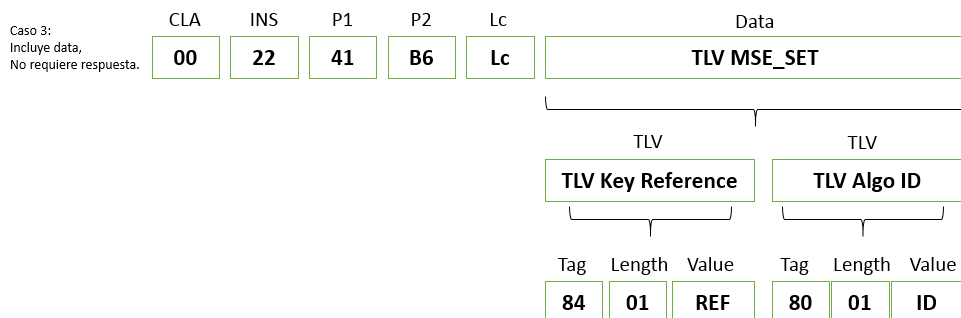 Caso 3:
Incluye data,
No requiere respuesta.
CLA INS P1 P2 Lc Data
00 22 41 B6 Lc TLV MSE_SET
TLV TLV
TLV Key Reference TLV Algo ID
Tag Length Value Tag Length Value
84 01 REF 80 01 ID